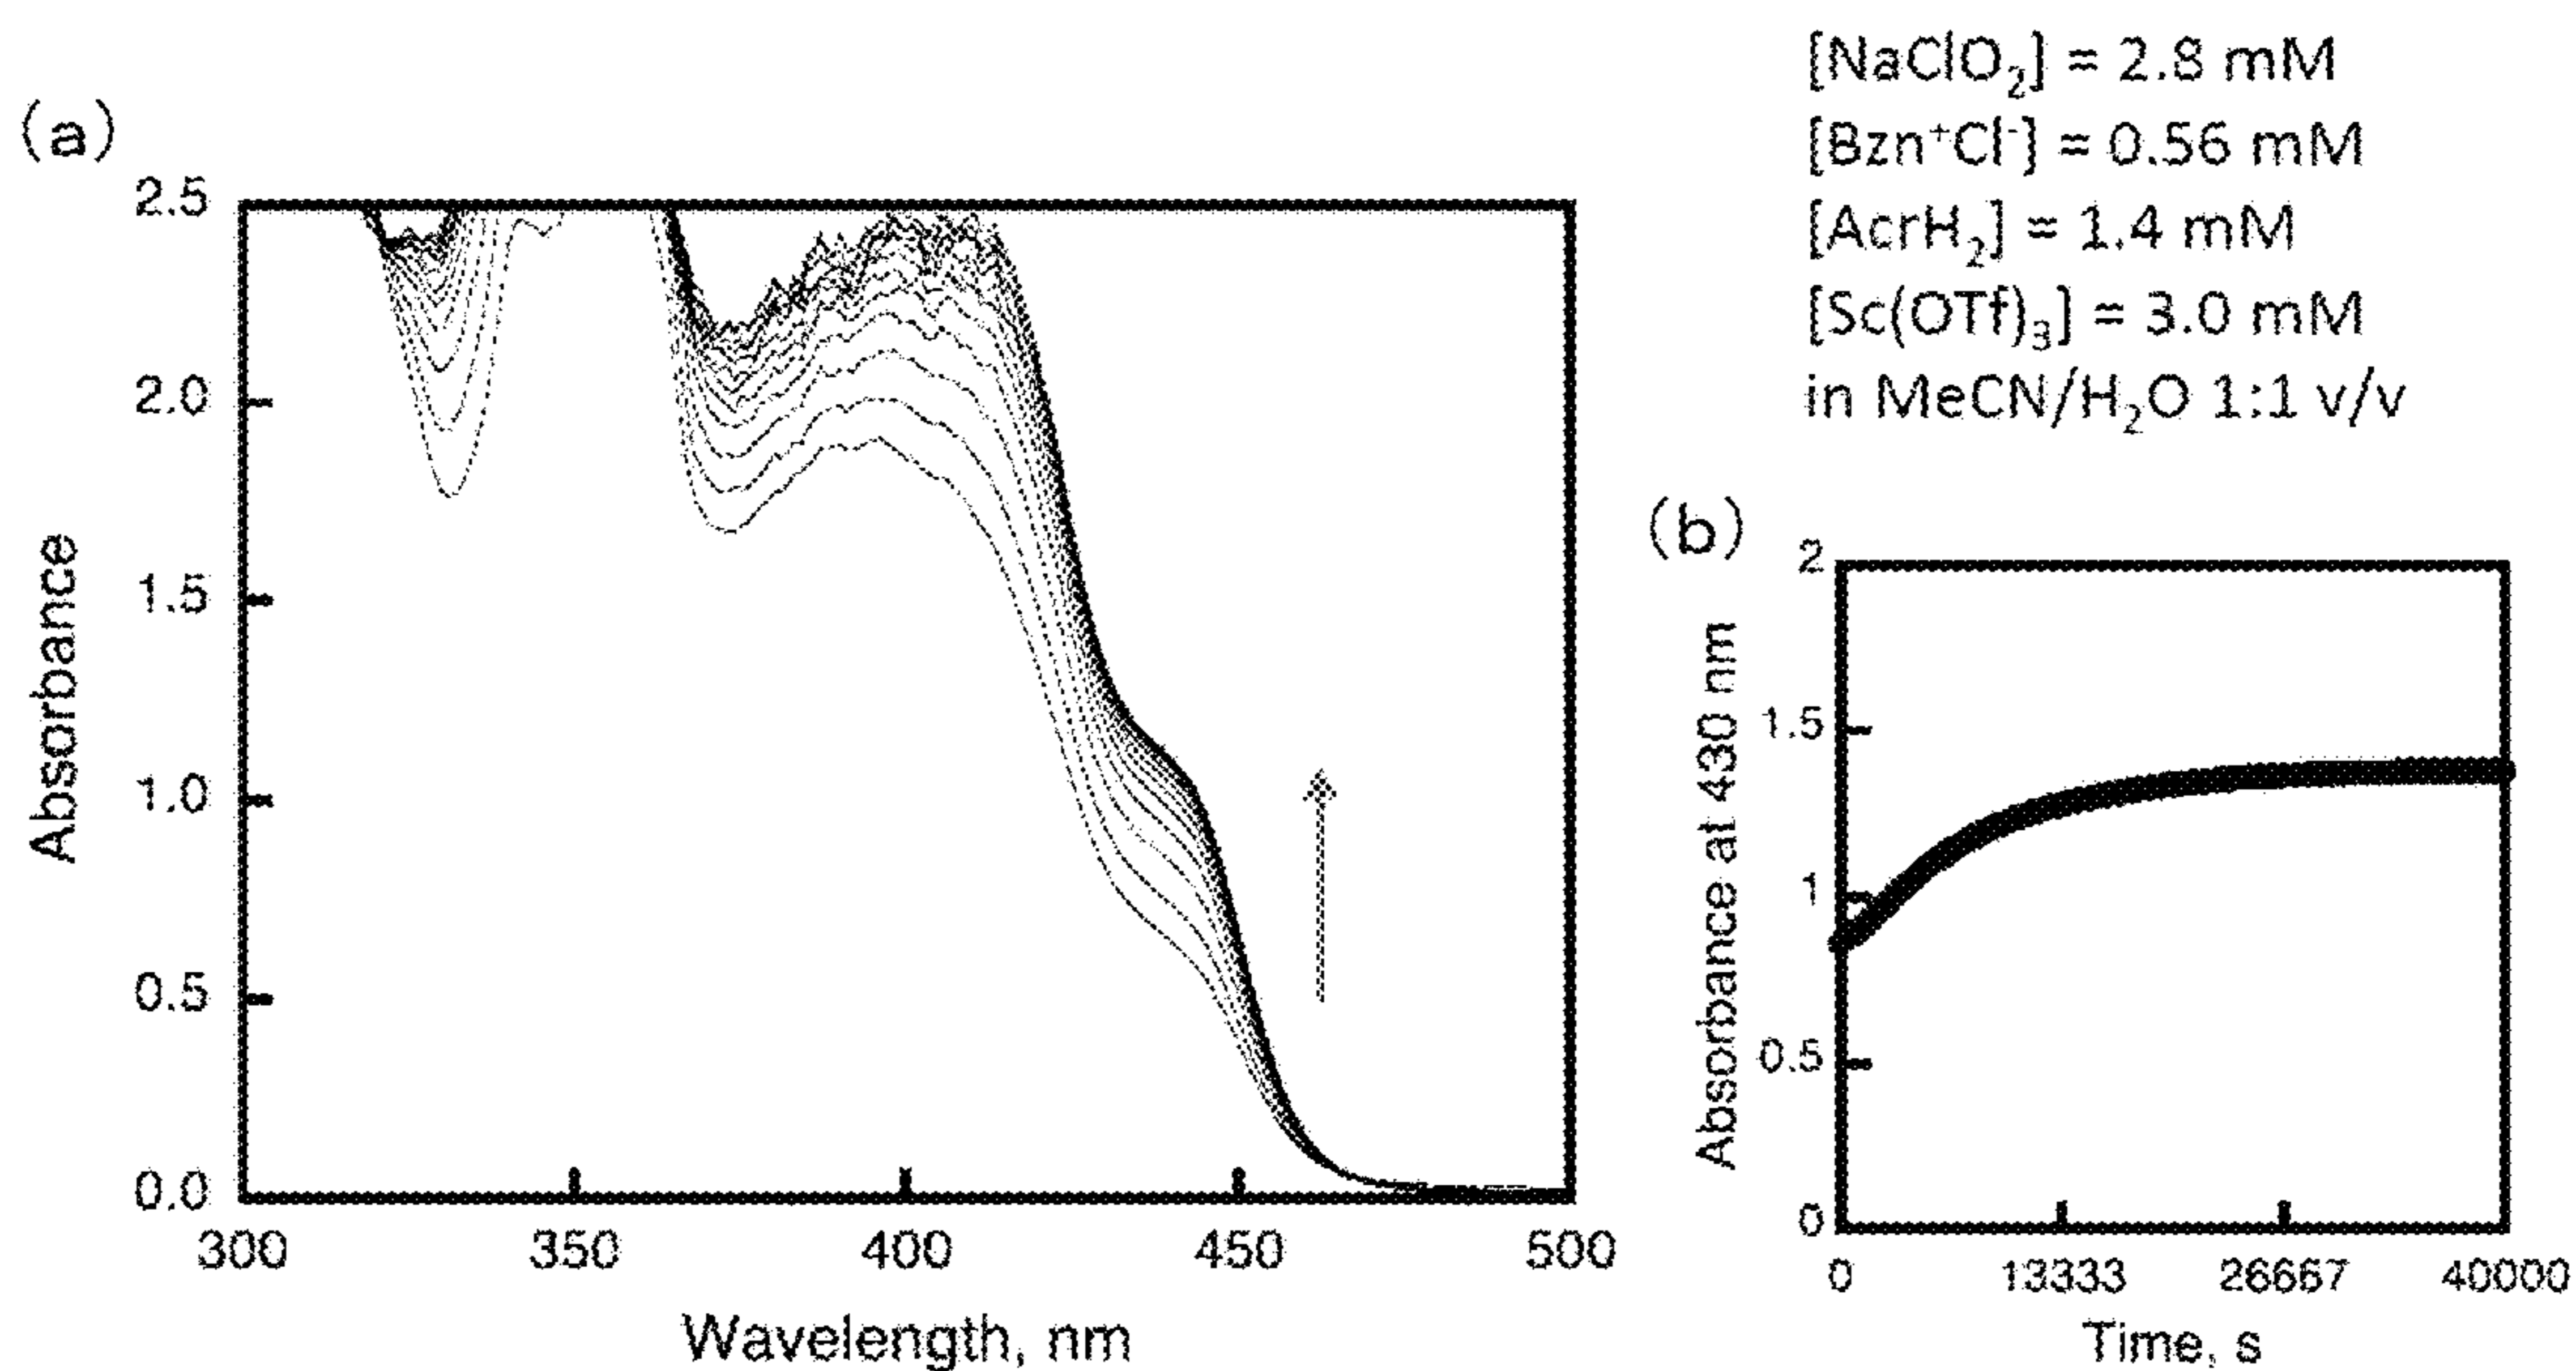 [NaClO₂] = 2.8 mM
[Bzn⁺Cl⁻] = 0.56 mM
[AcrH₂] = 1.4 mM
[Sc(OTf)₃] = 3.0 mM
in MeCN/H₂O 1:1 v/v
(a)
2.5
2.0
1.5
1.0
0.5
0.0
Absorbance
300 350 400 450 500
Wavelength, nm
(b)
2
1.5
1
0.5
0
Absorbance at 430 nm
0 13333 26667 40000
Time, s